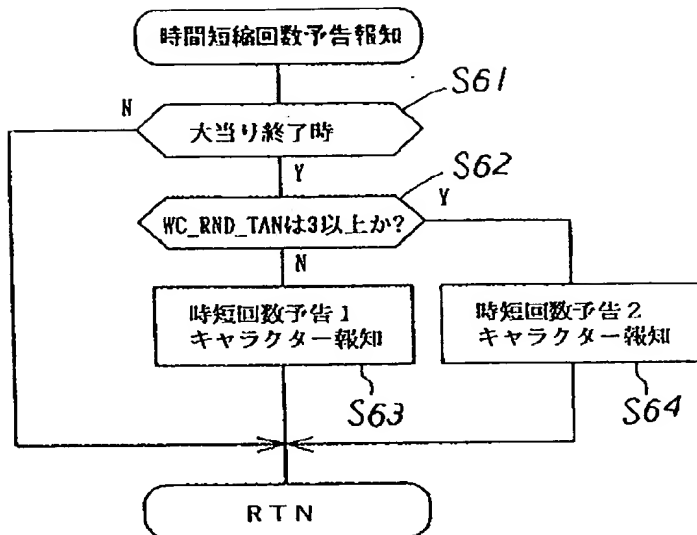 時間短縮回数予告報知
S61
N
大当り終了時
Y
S62
Y
WC_RND_TANは3以上か?
N
時短回数予告1
キャラクター報知
時短回数予告2
キャラクター報知
S63
S64
RTN